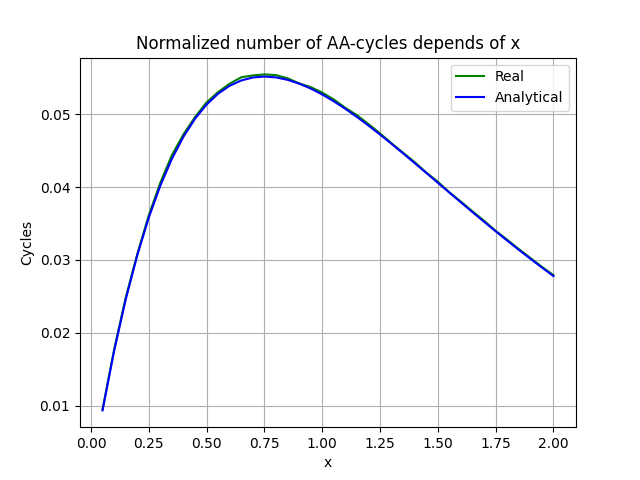 Normalized number of AA-cycles depends of x
Real
Analytical
Cycles
0.05
0.04
0.03
0.02
0.01
0.00 0.25 0.50 0.75 1.00 1.25 1.50 1.75 2.00
x